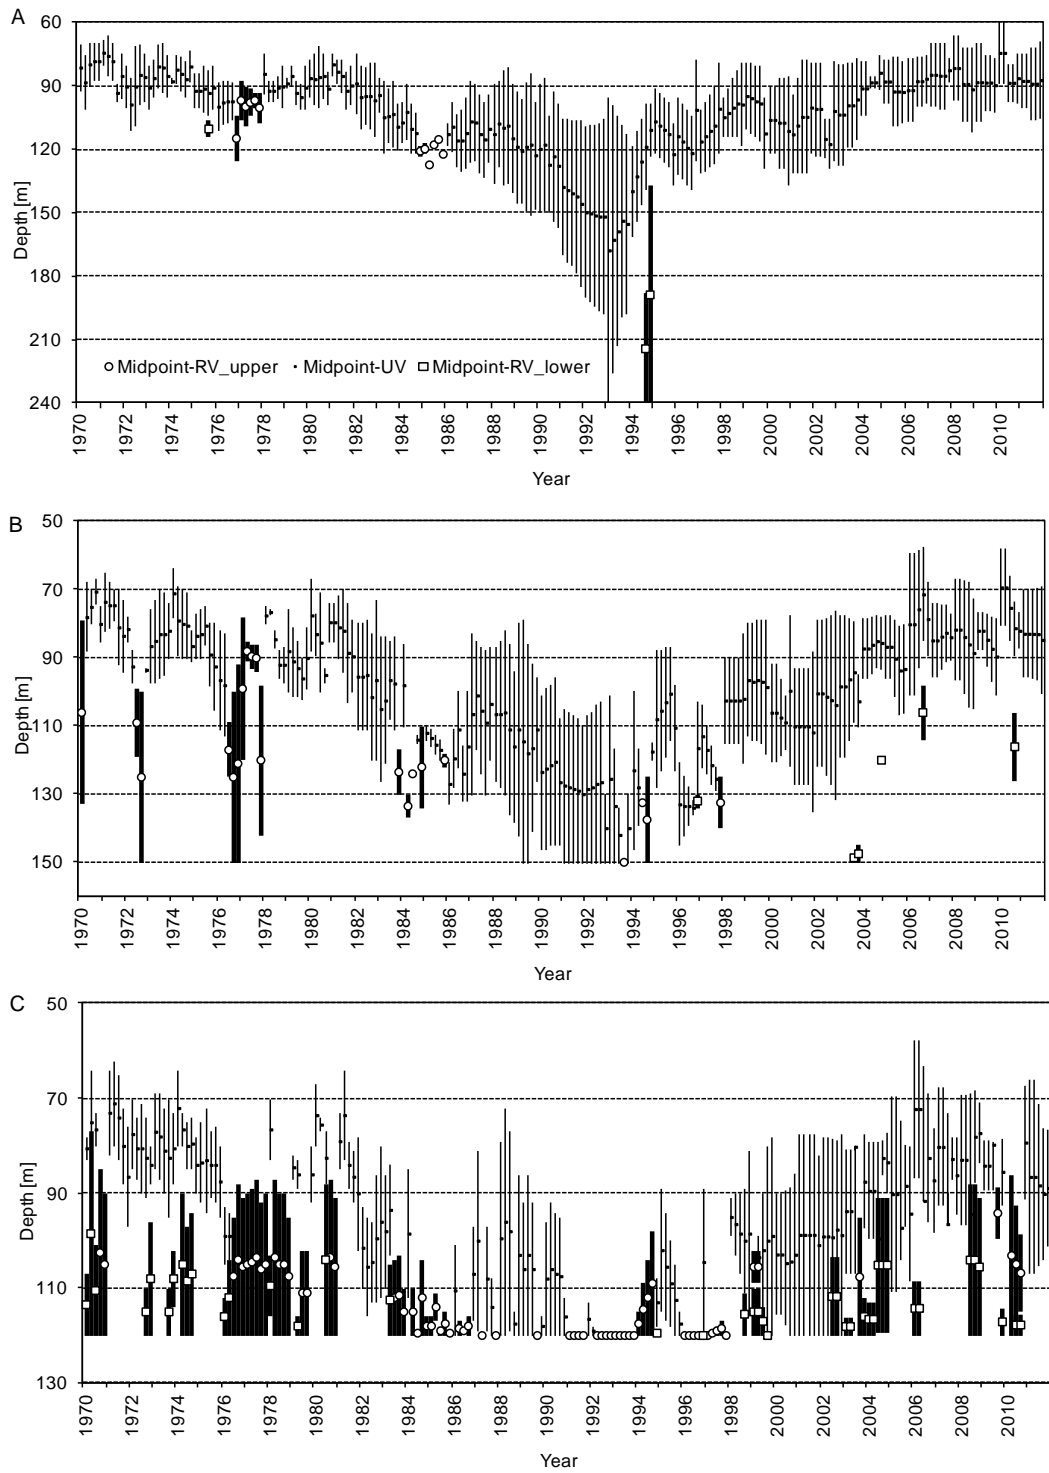 A
60
90
120
150
180
210
240
Depth [m]
Midpoint-RV_upper Midpoint-UV Midpoint-RV_lower
1970 1972 1974 1976 1978 1980 1982 1984 1986 1988 1990 1992 1994 1996 1998 2000 2002 2004 2006 2008 2010
Year
B
50
70
90
110
130
150
Depth [m]
1970 1972 1974 1976 1978 1980 1982 1984 1986 1988 1990 1992 1994 1996 1998 2000 2002 2004 2006 2008 2010
Year
C
50
70
90
110
130
Depth [m]
1970 1972 1974 1976 1978 1980 1982 1984 1986 1988 1990 1992 1994 1996 1998 2000 2002 2004 2006 2008 2010
Year